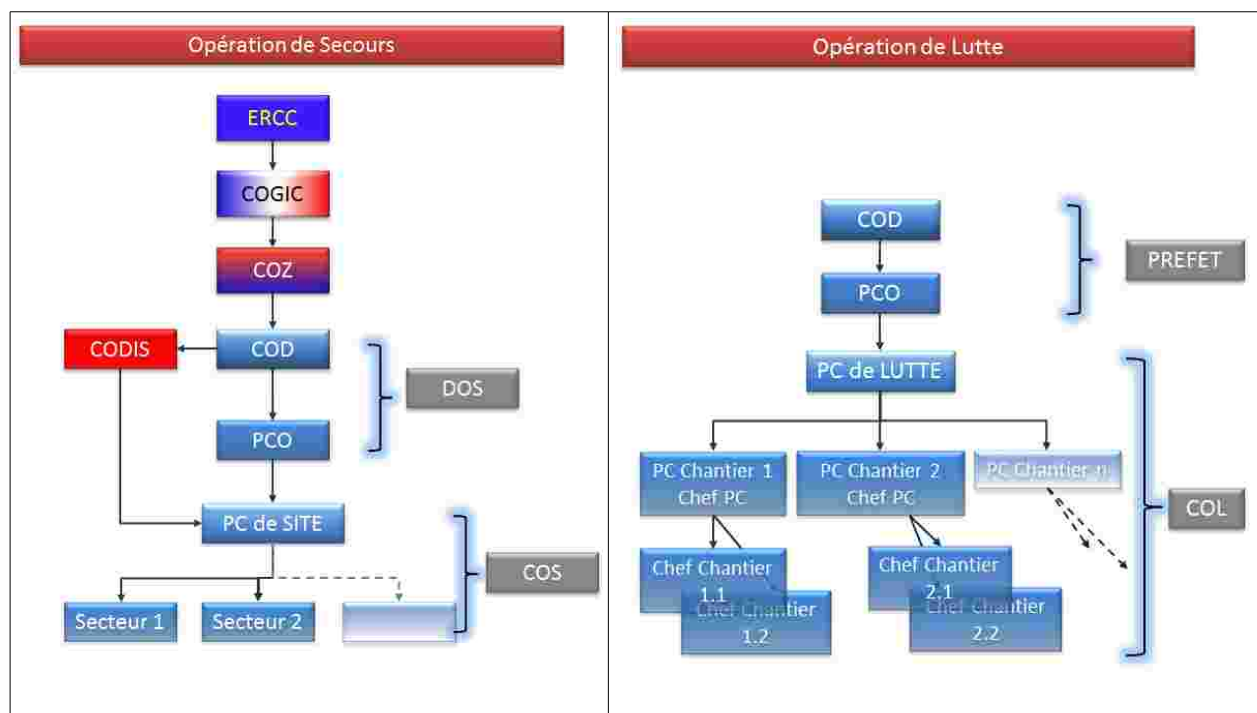 Opération de Secours
ERCC
COGIC
COZ
CODIS
COD
DOS
PCO
PC de SITE
COS
Secteur 1
Secteur 2
Opération de Lutte
COD
PREFET
PCO
PC de LUTTE
PC Chantier 1
Chef PC
PC Chantier 2
Chef PC
PC Chantier n
COL
Chef Chantier
1.1
Chef Chantier
1.2
Chef Chantier
2.1
Chef Chantier
2.2